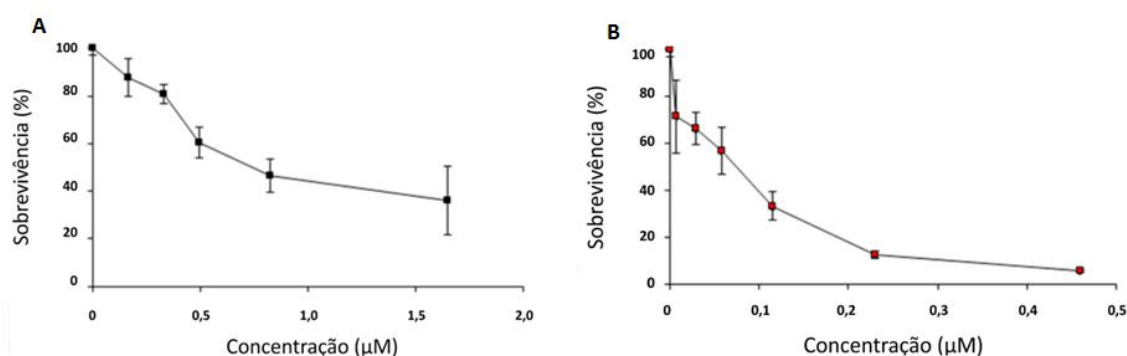 A
100
80
60
40
20
0
Sobrevivência (%)
0 0,5 1,0 1,5 2,0
Concentração (µM)
B
100
80
60
40
20
0
Sobrevivência (%)
0 0,1 0,2 0,3 0,4 0,5
Concentração (µM)